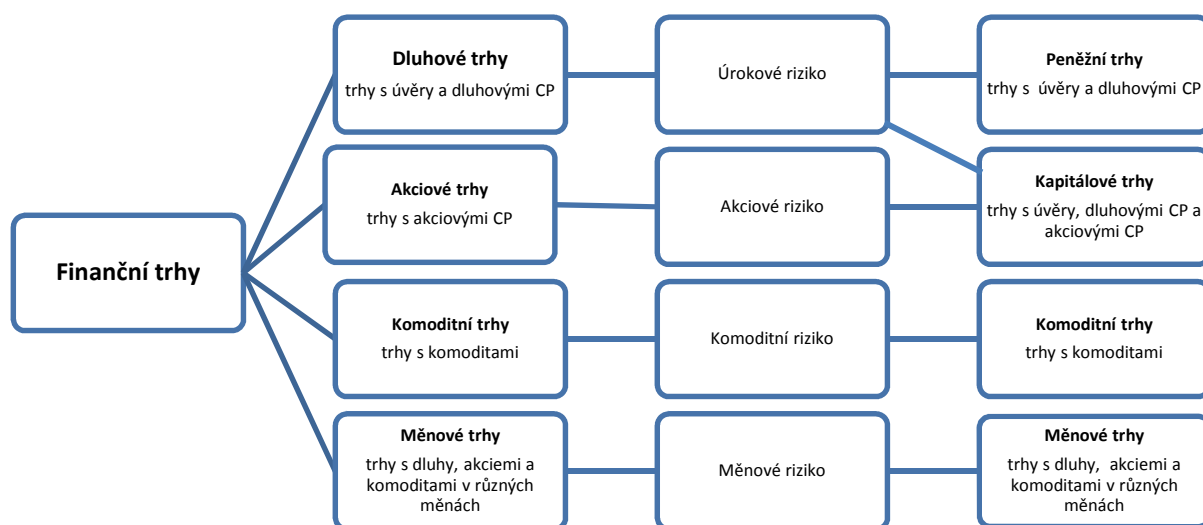 Finanční trhy
Dluhové trhy
trhy s úvěry a dluhovými CP
Úrokové riziko
Peněžní trhy
trhy s  úvěry a dluhovými CP
Akciové trhy
trhy s akciovými CP
Akciové riziko
Kapitálové trhy
trhy s úvěry, dluhovými CP a
akciovými CP
Komoditní trhy
trhy s komoditami
Komoditní riziko
Komoditní trhy
trhy s komoditami
Měnové trhy
trhy s dluhy, akciemi a
komoditami v různých
měnách
Měnové riziko
Měnové trhy
trhy s dluhy,  akciemi a
komoditami v různých
měnách